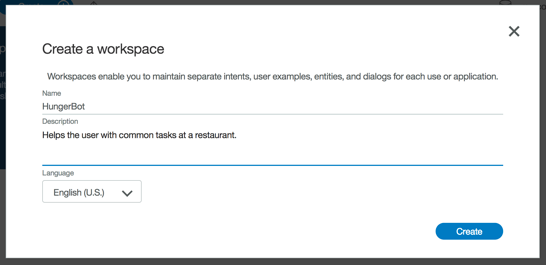 Create a workspace
Workspaces enable you to maintain separate intents, user examples, entities, and dialogs for each use or application.
Name
HungerBot
Description
Helps the user with common tasks at a restaurant.
Language
English (U.S.)
Create